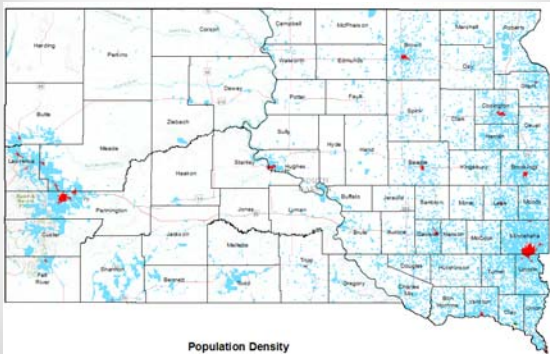 Harding
Perkins
Corson
Campbell
McPherson
Brown
Marshall
Roberts
Walworth
Edmunds
Day
Dewey
Potter
Faulk
Grant
Butte
Ziebach
Spink
Clark
Codington
Hamlin
Deuel
Sully
Meade
Hyde
Hand
Lawrence
Stanley
Hughes
Beadle
Kingsbury
Brookings
Haakon
Pennington
Jones
Lyman
Buffalo
Jerauld
Sanborn
Miner
Lake
Moody
Custer
Jackson
Brule
Aurora
Davison
Hanson
McCook
Minnehaha
Mellette
Fall
River
Shannon
Bennett
Todd
Tripp
Gregory
Douglas
Charles
Mix
Hutchinson
Turner
Lincoln
Bon
Homme
Yankton
Clay
Union
Population Density